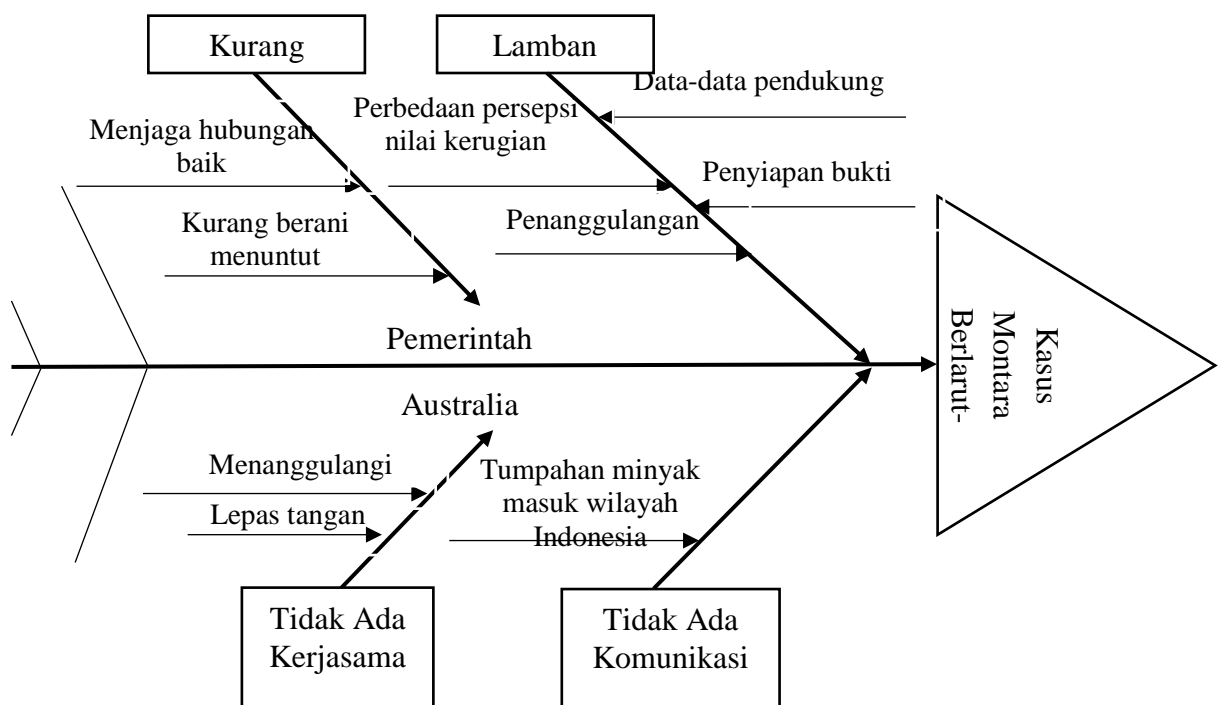 Kurang
Lamban
Data-data pendukung
Perbedaan persepsi
nilai kerugian
Menjaga hubungan
baik
Penyiapan bukti
Kurang berani
menuntut
Penanggulangan
Pemerintah
Kasus
Montara
Berlarut-
Australia
Menanggulangi
Lepas tangan
Tumpahan minyak
masuk wilayah
Indonesia
Tidak Ada
Kerjasama
Tidak Ada
Komunikasi